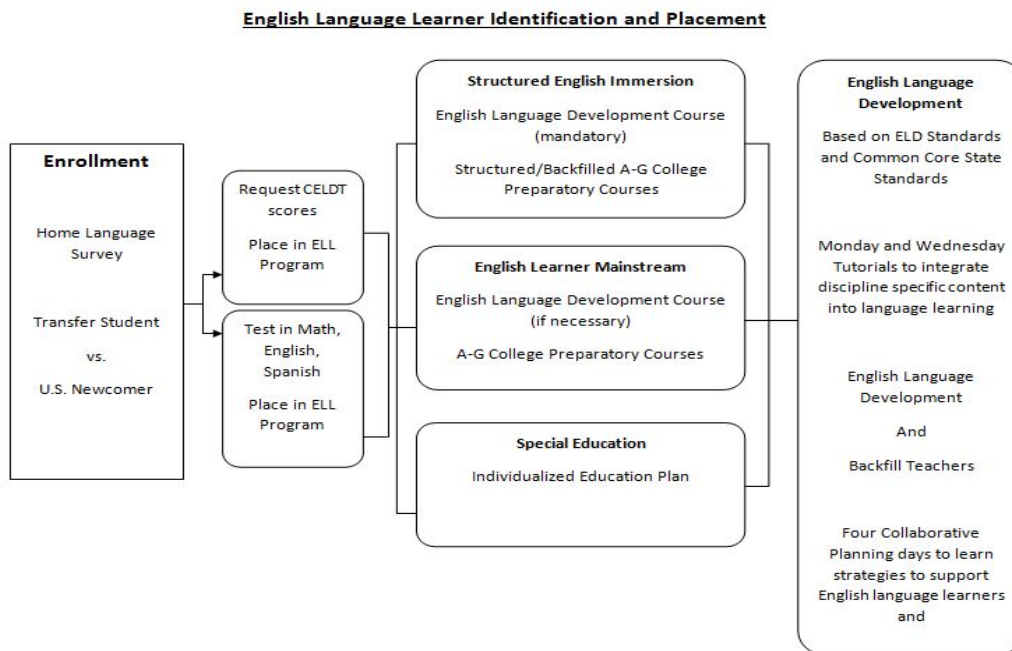 English Language Learner Identification and Placement
Enrollment
Home Language
Survey
Transfer Student
vs.
U.S. Newcomer
Request CELDT
scores
Place in ELL
Program
Test in Math,
English,
Spanish
Place in ELL
Program
Structured English Immersion
English Language Development Course
(mandatory)
Structured/Backfilled A-G College
Preparatory Courses
English Learner Mainstream
English Language Development Course
(if necessary)
A-G College Preparatory Courses
Special Education
Individualized Education Plan
English Language
Development
Based on ELD Standards
and Common Core State
Standards
Monday and Wednesday
Tutorials to integrate
discipline specific content
into language learning
English Language
Development
And
Backfill Teachers
Four Collaborative
Planning days to learn
strategies to support
English language learners
and